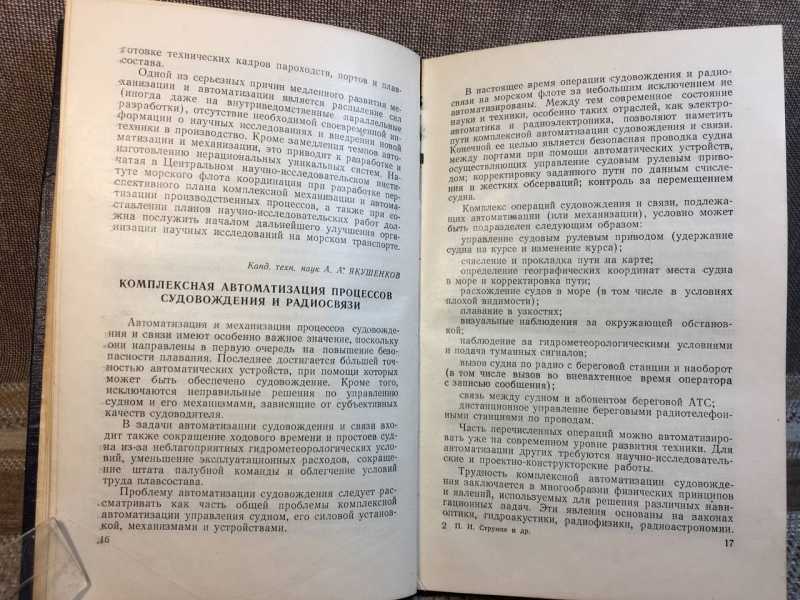 готовке технических кадров пароходств, портов и плав-
состава.
Одной из серьезных причин медленного развития ме-
ханизации и автоматизации является распыление сил
(иногда даже на внутриведомственные параллельные
разработки), отсутствие необходимой своевременной ин-
формации о научных исследованиях и внедрении новой
техники в производство. Кроме замедления темпов авто-
матизации и механизации, это приводит к разработке и
изготовлению нерациональных уникальных систем. На-
чатая в Центральном научно-исследовательском инсти-
туте морского флота координация при разработке пер-
спективного плана комплексной механизации и автома-
тизации производственных процессов, а также при со-
ставлении планов научно-исследовательских работ дол-
жна послужить началом дальнейшего улучшения орга-
низации научных исследований на морском транспорте.
Канд. техн. наук А. А. ЯКУШЕНКОВ
КОМПЛЕКСНАЯ АВТОМАТИЗАЦИЯ ПРОЦЕССОВ
СУДОВОЖДЕНИЯ И РАДИОСВЯЗИ
Автоматизация и механизация процессов судовожде-
ния и связи имеют особенно важное значение, поскольку
они направлены в первую очередь на повышение безо-
пасности плавания. Последнее достигается бо́льшей точ-
ностью автоматических устройств, при помощи которых
может быть обеспечено судовождение. Кроме того,
исключаются неправильные решения по управлению
судном и его механизмами, зависящие от субъективных
качеств судоводителя.
В задачи автоматизации судовождения и связи вхо-
дит также сокращение ходового времени и простоев суд-
на из-за неблагоприятных гидрометеорологических усло-
вий, уменьшение эксплуатационных расходов, сокраще-
ние штата палубной команды и облегчение условий
труда плавсостава.
Проблему автоматизации судовождения следует рас-
сматривать как часть общей проблемы комплексной
автоматизации управления судном, его силовой установ-
кой, механизмами и устройствами.
16
В настоящее время операции судовождения и радио-
связи на морском флоте за небольшим исключением не
автоматизированы. Между тем современное состояние
науки и техники, особенно таких отраслей, как электро-
автоматика и радиоэлектроника, позволяют наметить
пути комплексной автоматизации судовождения и связи.
Конечной ее целью является безопасная проводка судна
между портами при помощи автоматических устройств,
осуществляющих управление судовым рулевым приво-
дом; корректировку заданного пути по данным счисле-
ния и жестких обсерваций; контроль за перемещением
судна.
Комплекс операций судовождения и связи, подлежа-
щих автоматизации (или механизации), условно может
быть подразделен следующим образом:
управление судовым рулевым приводом (удержание
судна на курсе и изменение курса);
счисление и прокладка пути на карте;
определение географических координат места судна
в море и корректировка пути;
расхождение судов в море (в том числе в условиях
плохой видимости);
плавание в узкостях;
визуальные наблюдения за окружающей обстанов-
кой;
наблюдение за гидрометеорологическими условиями
и подача туманных сигналов;
вызов судна по радио с береговой станции и наоборот
(в том числе вызов во вневахтенное время оператора
с записью сообщения);
связь между судном и абонентом береговой АТС;
дистанционное управление береговыми радиотелефон-
ными станциями по проводам.
Часть перечисленных операций можно автоматизиро-
вать уже на современном уровне развития техники. Для
автоматизации других требуются научно-исследователь-
ские и проектно-конструкторские работы.
Трудность комплексной автоматизации судовожде-
ния заключается в многообразии физических принципов
и явлений, используемых для решения различных нави-
гационных задач. Эти явления основаны на законах
оптики, гидроакустики, радиофизики, радиоастрономии.
2 П. И. Струнин и др.
17